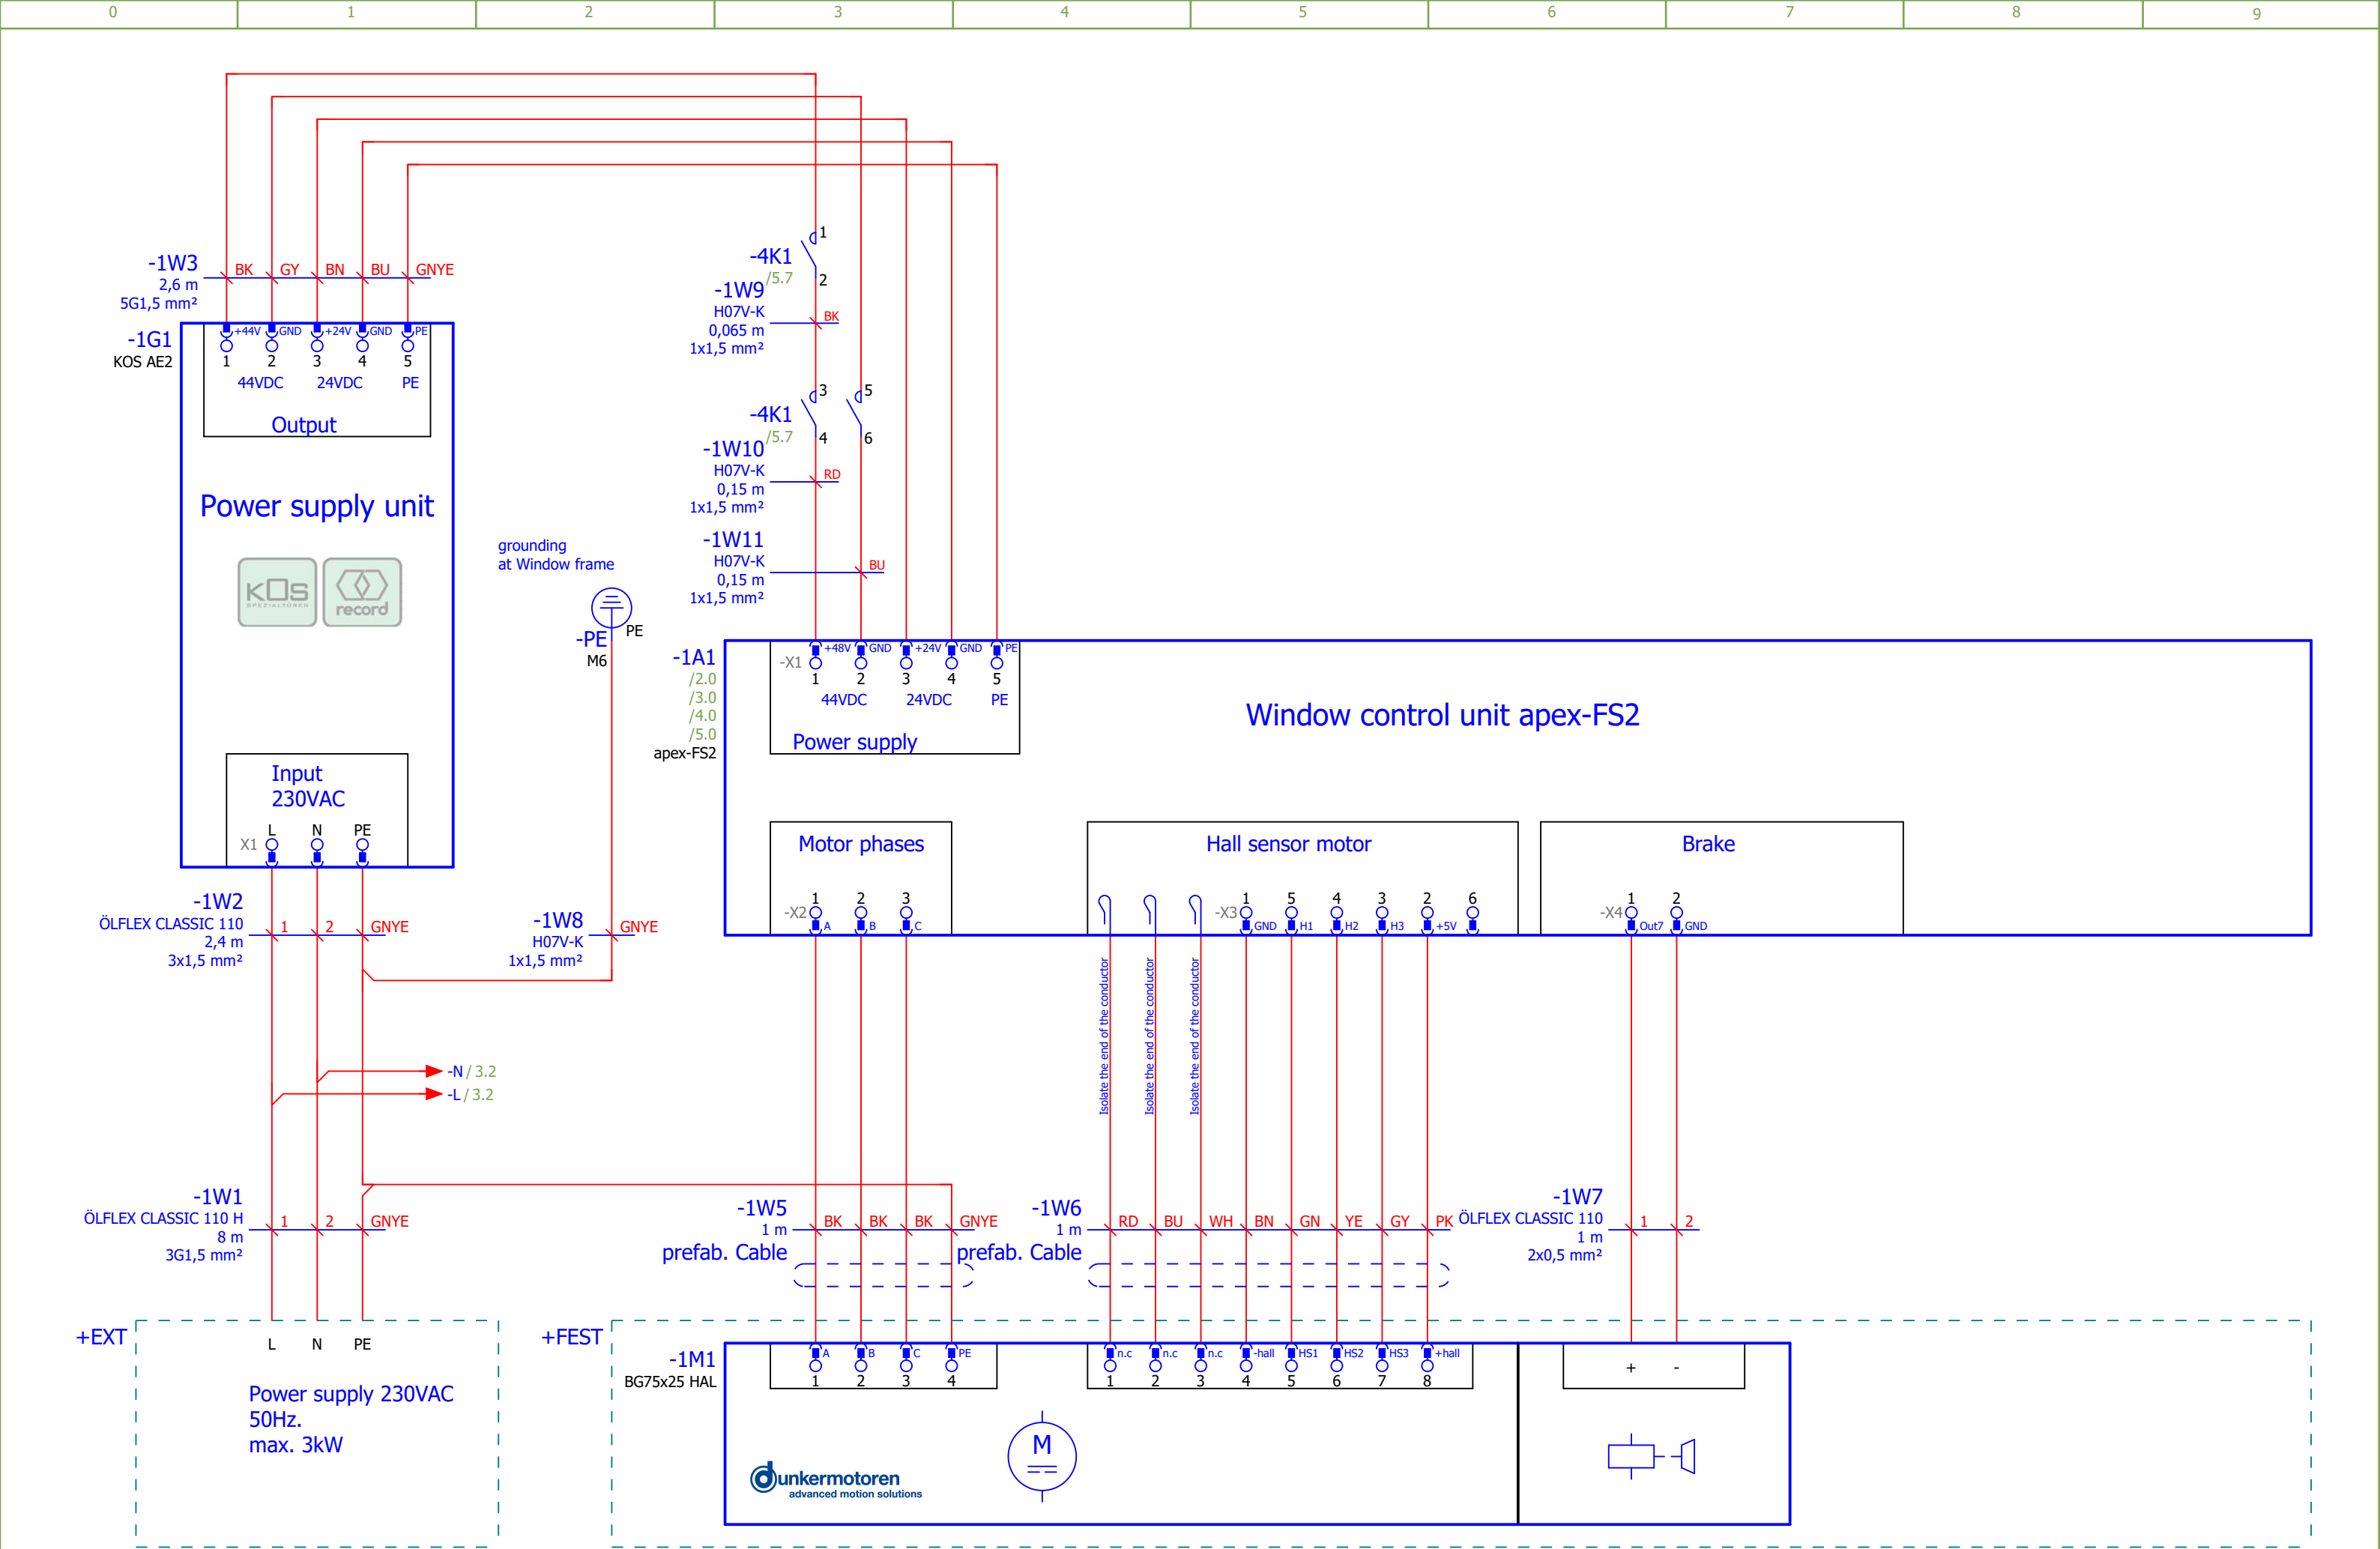 0 1 2 3 4 5 6 7 8 9
-1W3
2,6 m
5G1,5 mm²
BK GY BN BU GNYE
-1G1
KOS AE2
+44V GND +24V GND PE
1 2 3 4 5
44VDC 24VDC PE
Output
Power supply unit
KOS
SPEZIALTÜREN
record
Input
230VAC
L N PE
X1
-1W2
ÖLFLEX CLASSIC 110
2,4 m
3x1,5 mm²
1 2 GNYE
grounding
at Window frame
-PE PE
M6
-1W8
H07V-K
1x1,5 mm²
GNYE
-N / 3.2
-L / 3.2
-1W1
ÖLFLEX CLASSIC 110 H
8 m
3G1,5 mm²
1 2 GNYE
+EXT
L N PE
Power supply 230VAC
50Hz.
max. 3kW
-4K1
/5.7
1
2
-1W9
H07V-K
0,065 m
1x1,5 mm²
BK
-4K1
/5.7
3 5
4 6
-1W10
H07V-K
0,15 m
1x1,5 mm²
RD
-1W11
H07V-K
0,15 m
1x1,5 mm²
BU
-1A1
/2.0
/3.0
/4.0
/5.0
apex-FS2
-X1
+48V GND +24V GND PE
1 2 3 4 5
44VDC 24VDC PE
Power supply
Window control unit apex-FS2
Motor phases
1 2 3
-X2
A B C
Hall sensor motor
1 5 4 3 2 6
-X3
GND H1 H2 H3 +5V
Brake
1 2
-X4
Out7 GND
Isolate the end of the conductor
Isolate the end of the conductor
Isolate the end of the conductor
-1W5
1 m
prefab. Cable
BK BK BK GNYE
-1W6
1 m
prefab. Cable
RD BU WH BN GN YE GY PK
-1W7
ÖLFLEX CLASSIC 110
1 m
2x0,5 mm²
1 2
+FEST
-1M1
BG75x25 HAL
A B C PE
1 2 3 4
n.c n.c n.c -hall HS1 HS2 HS3 +hall
1 2 3 4 5 6 7 8
+ -
M
dunkermotoren
advanced motion solutions